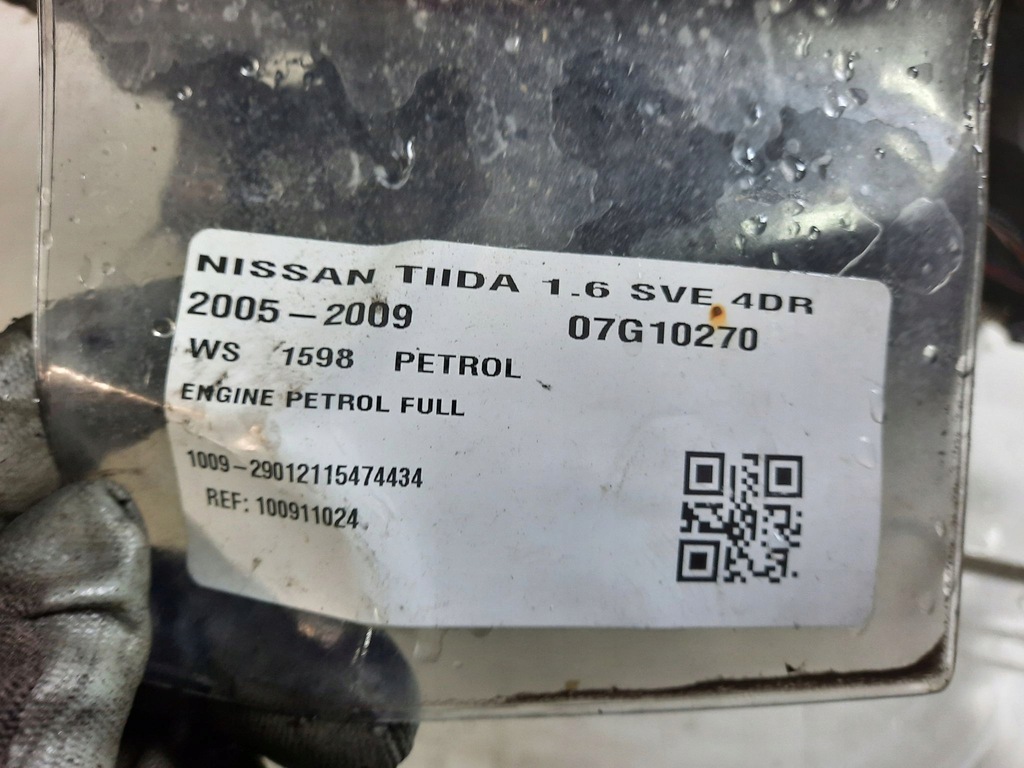 NISSAN TIIDA 1.6 SVE 4DR
2005-2009 07G10270
WS 1598 PETROL
ENGINE PETROL FULL
1009-29012115474434
REF: 100911024